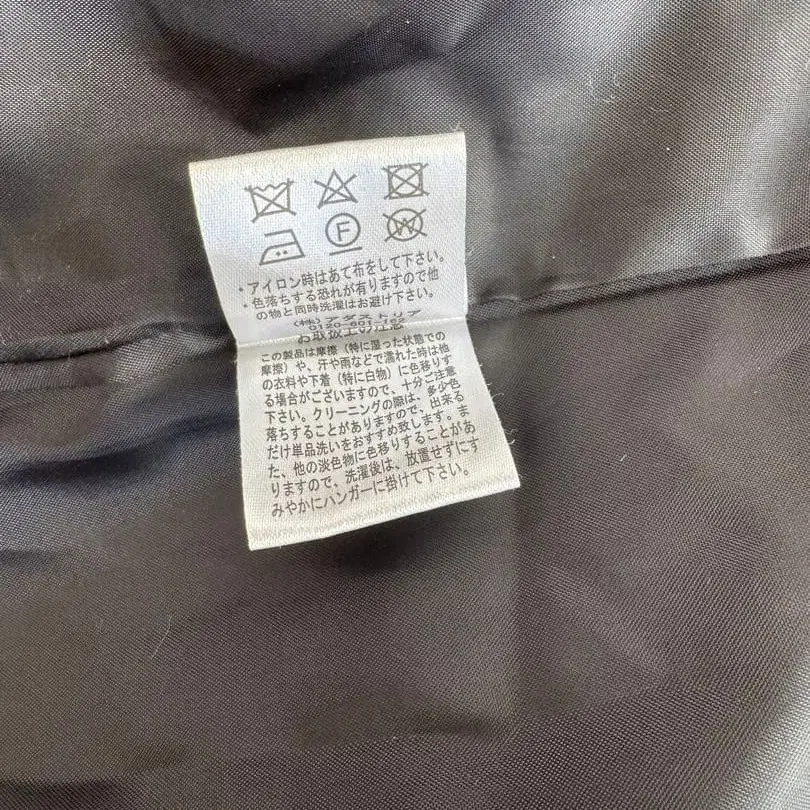 F W
・アイロン時はあて布をして下さい。
・色落ちする恐れが有りますので他
の物と同時洗濯はお避け下さい。
(株)アダストリア
お取扱上の注意
この製品は摩擦(特に湿った状態での
摩擦)や、汗や雨などで濡れた時は他
の衣料や下着(特に白物)に色移りす
る場合がございますので、十分ご注意
下さい。クリーニングの際は、多少色
落ちすることがありますので、出来る
だけ単品洗いをおすすめ致します。ま
た、他の淡色物に色移りすることがあ
りますので、洗濯後は、放置せずにす
みやかにハンガーに掛けて下さい。